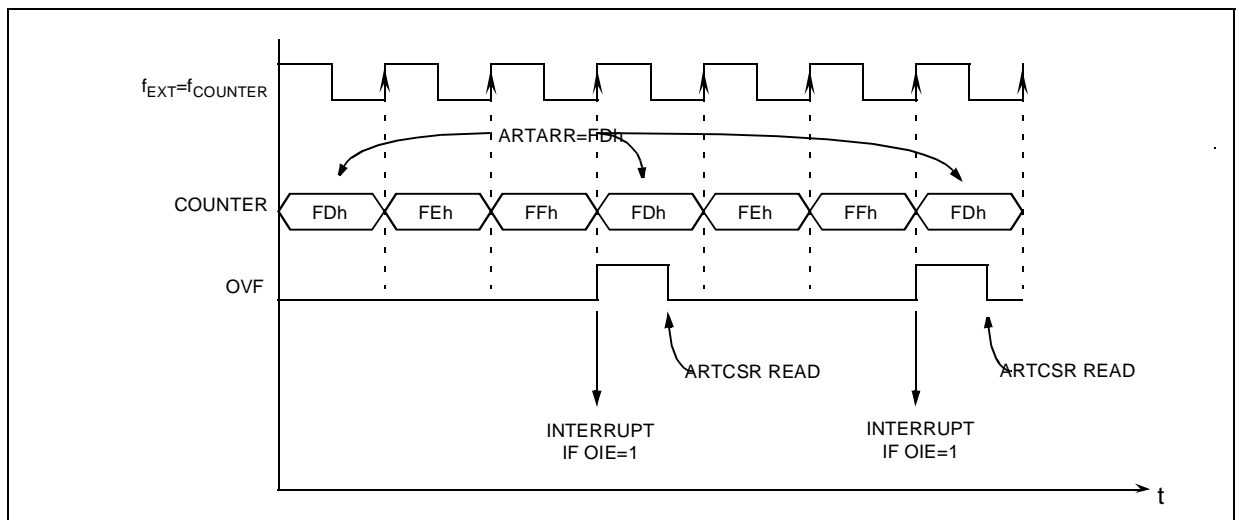 fEXT=fCOUNTER
ARTARR=FDh
COUNTER
FDh FEh FFh FDh FEh FFh FDh
OVF
ARTCSR READ
ARTCSR READ
INTERRUPT
IF OIE=1
INTERRUPT
IF OIE=1
t